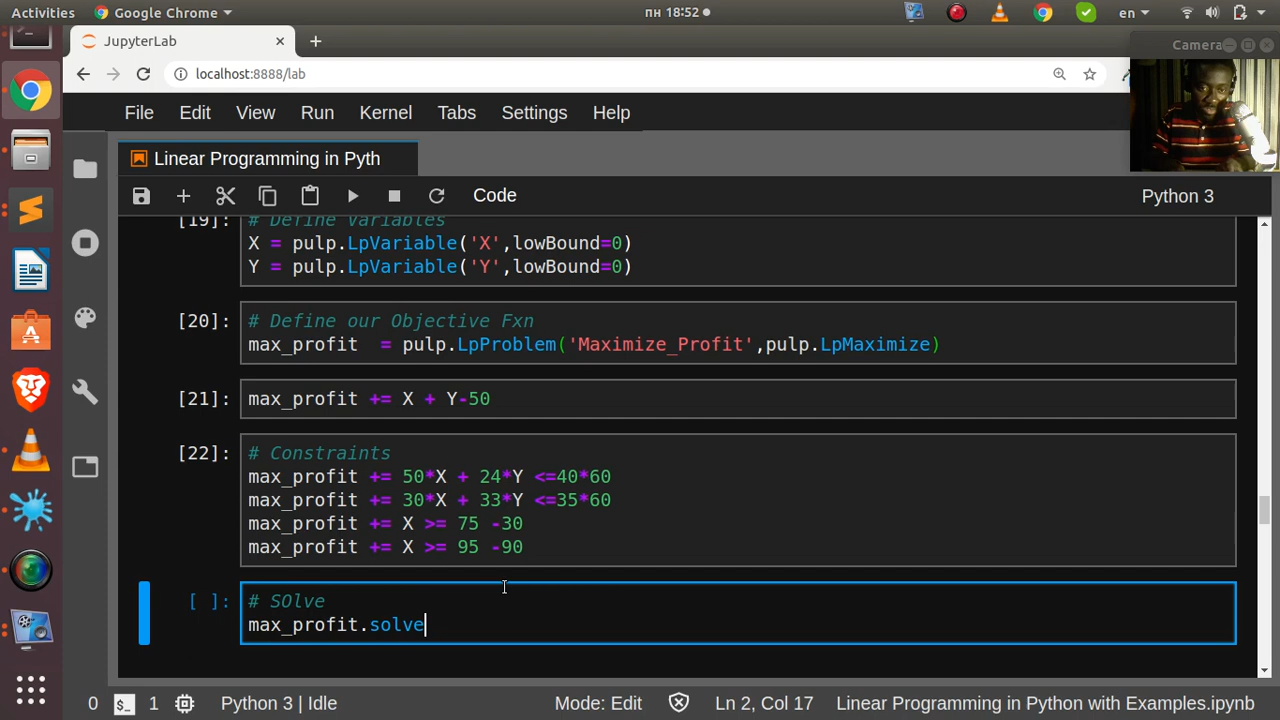 Activities Google Chrome пн 18:52 en
JupyterLab
Camera
localhost:8888/lab
File Edit View Run Kernel Tabs Settings Help
Linear Programming in Pyth
Code Python 3
[19]: # Define Variables
X = pulp.LpVariable('X',lowBound=0)
Y = pulp.LpVariable('Y',lowBound=0)
[20]: # Define our Objective Fxn
max_profit = pulp.LpProblem('Maximize_Profit',pulp.LpMaximize)
[21]: max_profit += X + Y-50
[22]: # Constraints
max_profit += 50*X + 24*Y <=40*60
max_profit += 30*X + 33*Y <=35*60
max_profit += X >= 75 -30
max_profit += X >= 95 -90
[ ]: # SOlve
max_profit.solve
0 $_ 1 Python 3 | Idle Mode: Edit Ln 2, Col 17 Linear Programming in Python with Examples.ipynb